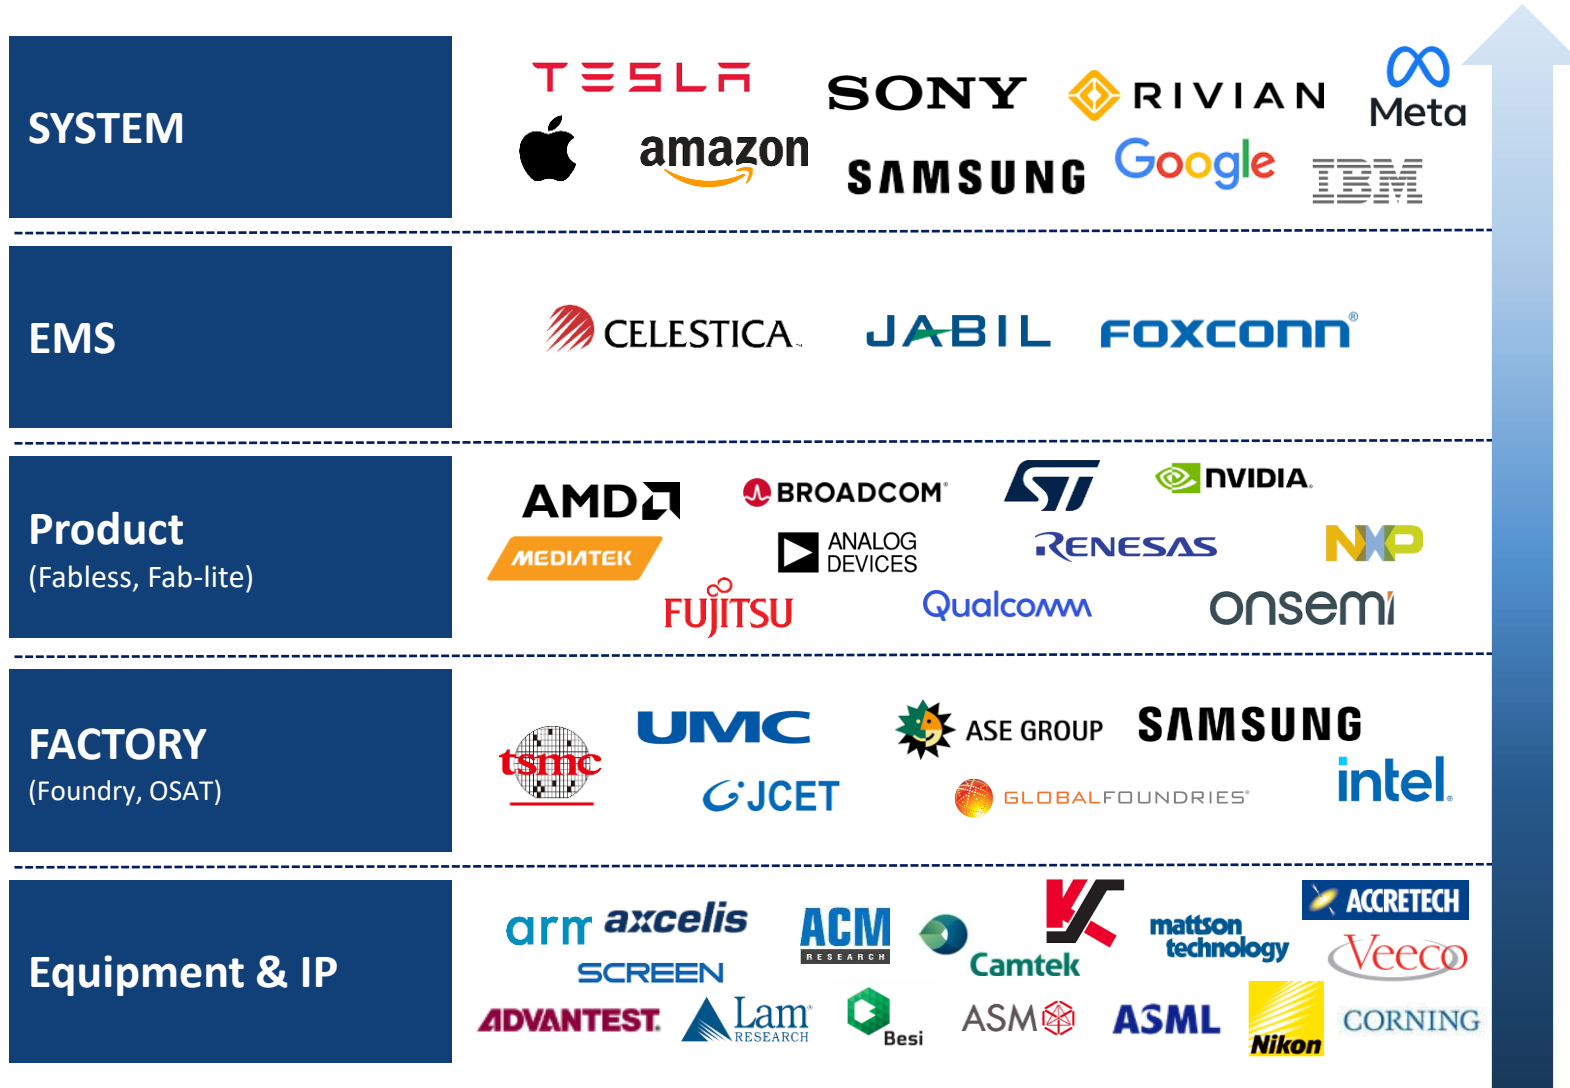 SYSTEM
TESLA
SONY
RIVIAN
Meta
amazon
SAMSUNG
Google
IBM
EMS
CELESTICA™
JABIL
FOXCONN®
Product
(Fabless, Fab-lite)
AMD
BROADCOM®
ST
NVIDIA.
MEDIATEK
ANALOG
DEVICES
RENESAS
NXP
FUJITSU
Qualcomm
onsemi
FACTORY
(Foundry, OSAT)
tsmc
UMC
ASE GROUP
SAMSUNG
JCET
GLOBALFOUNDRIES®
intel®
Equipment & IP
arm
axcelis
ACM
RESEARCH
Camtek
KS
mattson
technology
ACCRETECH
Veeco
SCREEN
ADVANTEST.
Lam®
RESEARCH
Besi
ASM
ASML
Nikon
CORNING